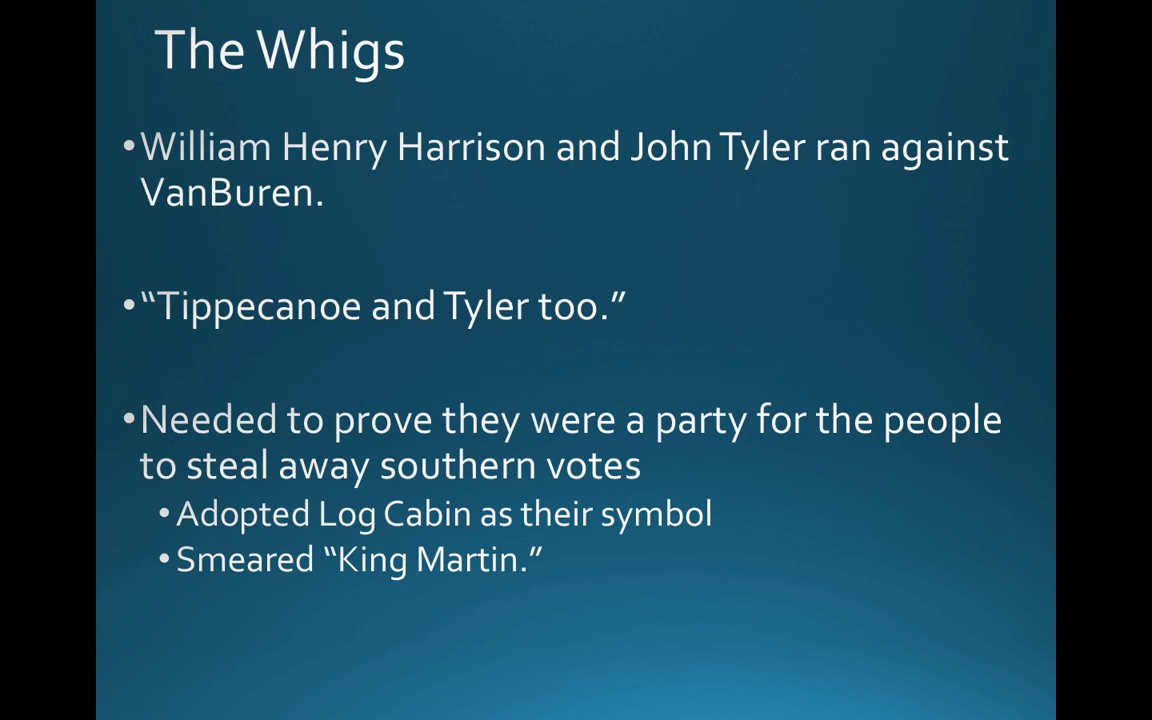 The Whigs
•William Henry Harrison and John Tyler ran against
VanBuren.
•“Tippecanoe and Tyler too.”
•Needed to prove they were a party for the people
to steal away southern votes
•Adopted Log Cabin as their symbol
•Smeared “King Martin.”